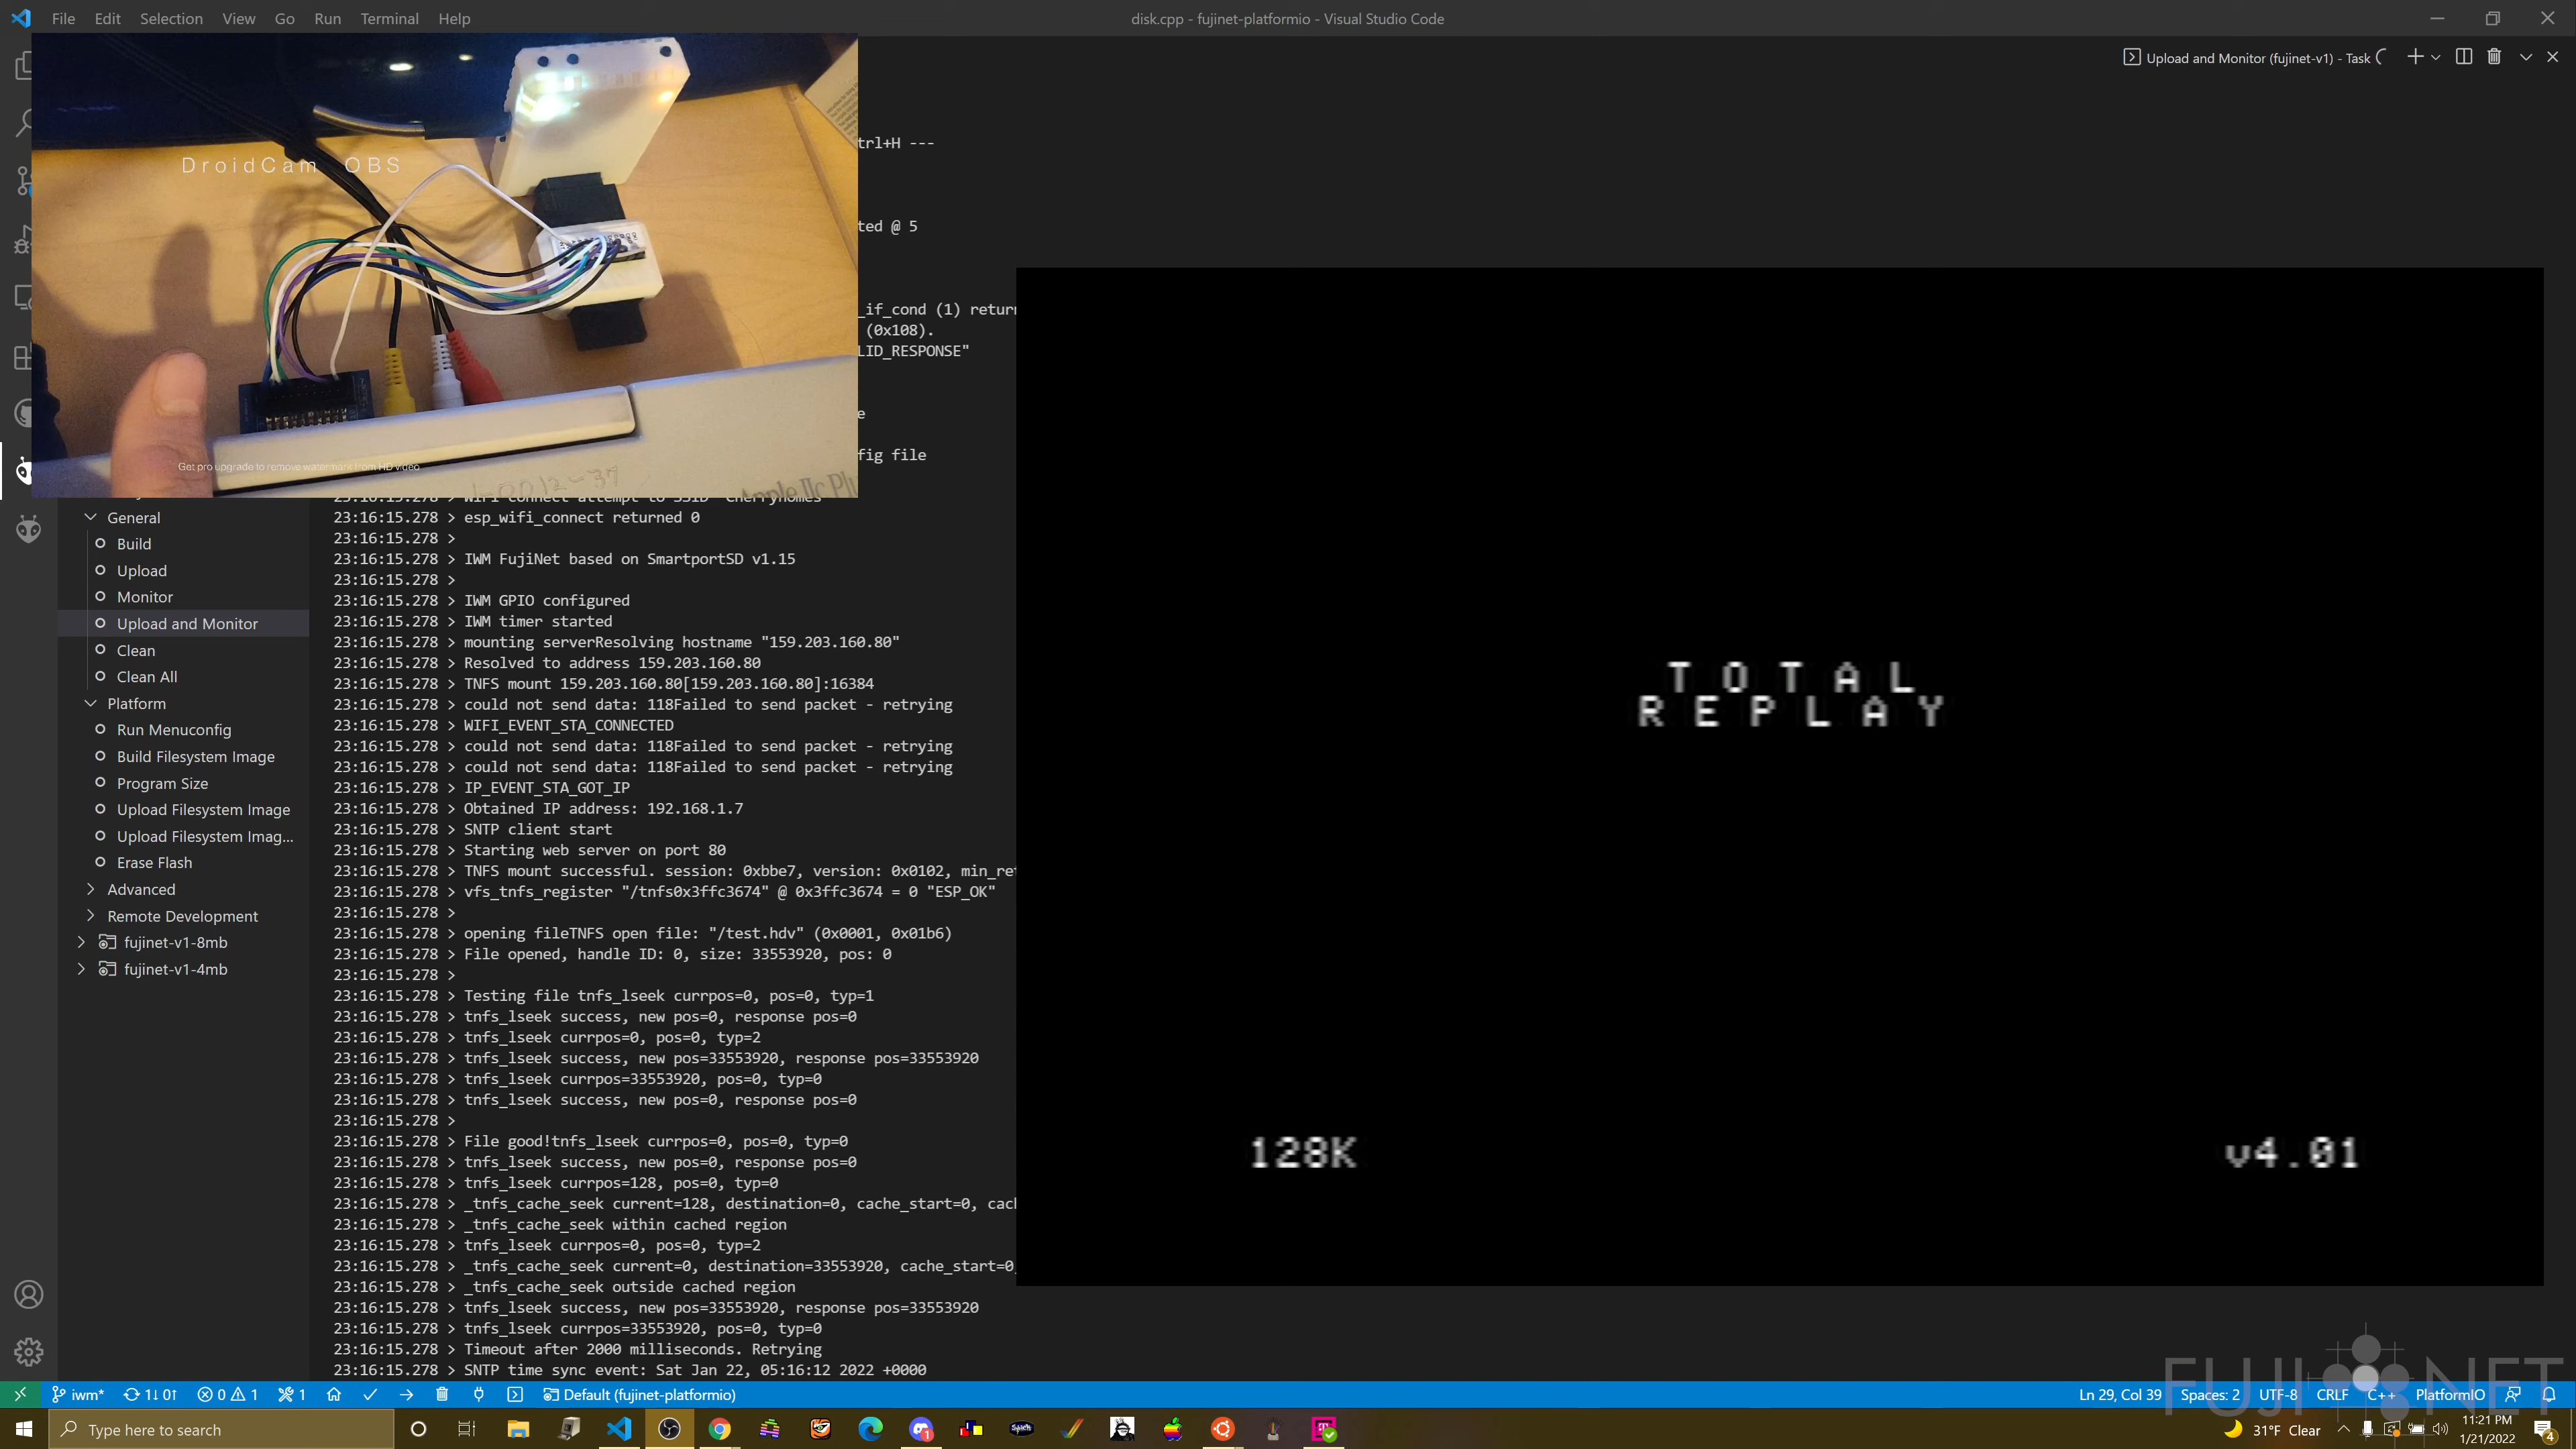 File Edit Selection View Go Run Terminal Help
disk.cpp - fujinet-platformio - Visual Studio Code
Upload and Monitor (fujinet-v1) - Task
DroidCam OBS
Get pro upgrade to remove watermark from HD video
Apple IIc Plu
trl+H ---
ted @ 5
_if_cond (1) return
(0x108).
LID_RESPONSE"
e
fig file
General
Build
Upload
Monitor
Upload and Monitor
Clean
Clean All
Platform
Run Menuconfig
Build Filesystem Image
Program Size
Upload Filesystem Image
Upload Filesystem Imag...
Erase Flash
Advanced
Remote Development
fujinet-v1-8mb
fujinet-v1-4mb
23:16:15.278 > esp_wifi_connect returned 0
23:16:15.278 >
23:16:15.278 > IWM FujiNet based on SmartportSD v1.15
23:16:15.278 >
23:16:15.278 > IWM GPIO configured
23:16:15.278 > IWM timer started
23:16:15.278 > mounting serverResolving hostname "159.203.160.80"
23:16:15.278 > Resolved to address 159.203.160.80
23:16:15.278 > TNFS mount 159.203.160.80[159.203.160.80]:16384
23:16:15.278 > could not send data: 118Failed to send packet - retrying
23:16:15.278 > WIFI_EVENT_STA_CONNECTED
23:16:15.278 > could not send data: 118Failed to send packet - retrying
23:16:15.278 > could not send data: 118Failed to send packet - retrying
23:16:15.278 > IP_EVENT_STA_GOT_IP
23:16:15.278 > Obtained IP address: 192.168.1.7
23:16:15.278 > SNTP client start
23:16:15.278 > Starting web server on port 80
23:16:15.278 > TNFS mount successful. session: 0xbbe7, version: 0x0102, min_ret
23:16:15.278 > vfs_tnfs_register "/tnfs0x3ffc3674" @ 0x3ffc3674 = 0 "ESP_OK"
23:16:15.278 >
23:16:15.278 > opening fileTNFS open file: "/test.hdv" (0x0001, 0x01b6)
23:16:15.278 > File opened, handle ID: 0, size: 33553920, pos: 0
23:16:15.278 >
23:16:15.278 > Testing file tnfs_lseek currpos=0, pos=0, typ=1
23:16:15.278 > tnfs_lseek success, new pos=0, response pos=0
23:16:15.278 > tnfs_lseek currpos=0, pos=0, typ=2
23:16:15.278 > tnfs_lseek success, new pos=33553920, response pos=33553920
23:16:15.278 > tnfs_lseek currpos=33553920, pos=0, typ=0
23:16:15.278 > tnfs_lseek success, new pos=0, response pos=0
23:16:15.278 >
23:16:15.278 > File good!tnfs_lseek currpos=0, pos=0, typ=0
23:16:15.278 > tnfs_lseek success, new pos=0, response pos=0
23:16:15.278 > tnfs_lseek currpos=128, pos=0, typ=0
23:16:15.278 > _tnfs_cache_seek current=128, destination=0, cache_start=0, cac
23:16:15.278 > _tnfs_cache_seek within cached region
23:16:15.278 > tnfs_lseek currpos=0, pos=0, typ=2
23:16:15.278 > _tnfs_cache_seek current=0, destination=33553920, cache_start=0
23:16:15.278 > _tnfs_cache_seek outside cached region
23:16:15.278 > tnfs_lseek success, new pos=33553920, response pos=33553920
23:16:15.278 > tnfs_lseek currpos=33553920, pos=0, typ=0
23:16:15.278 > Timeout after 2000 milliseconds. Retrying
23:16:15.278 > SNTP time sync event: Sat Jan 22, 05:16:12 2022 +0000
TOTAL
REPLAY
128K v4.01
FUJINET
iwm* 1↓ 0↑ 0 1 1 Default (fujinet-platformio)
Ln 29, Col 39 Spaces: 2 UTF-8 CRLF C++ PlatformIO
Type here to search
1
31°F Clear
11:21 PM
1/21/2022
4